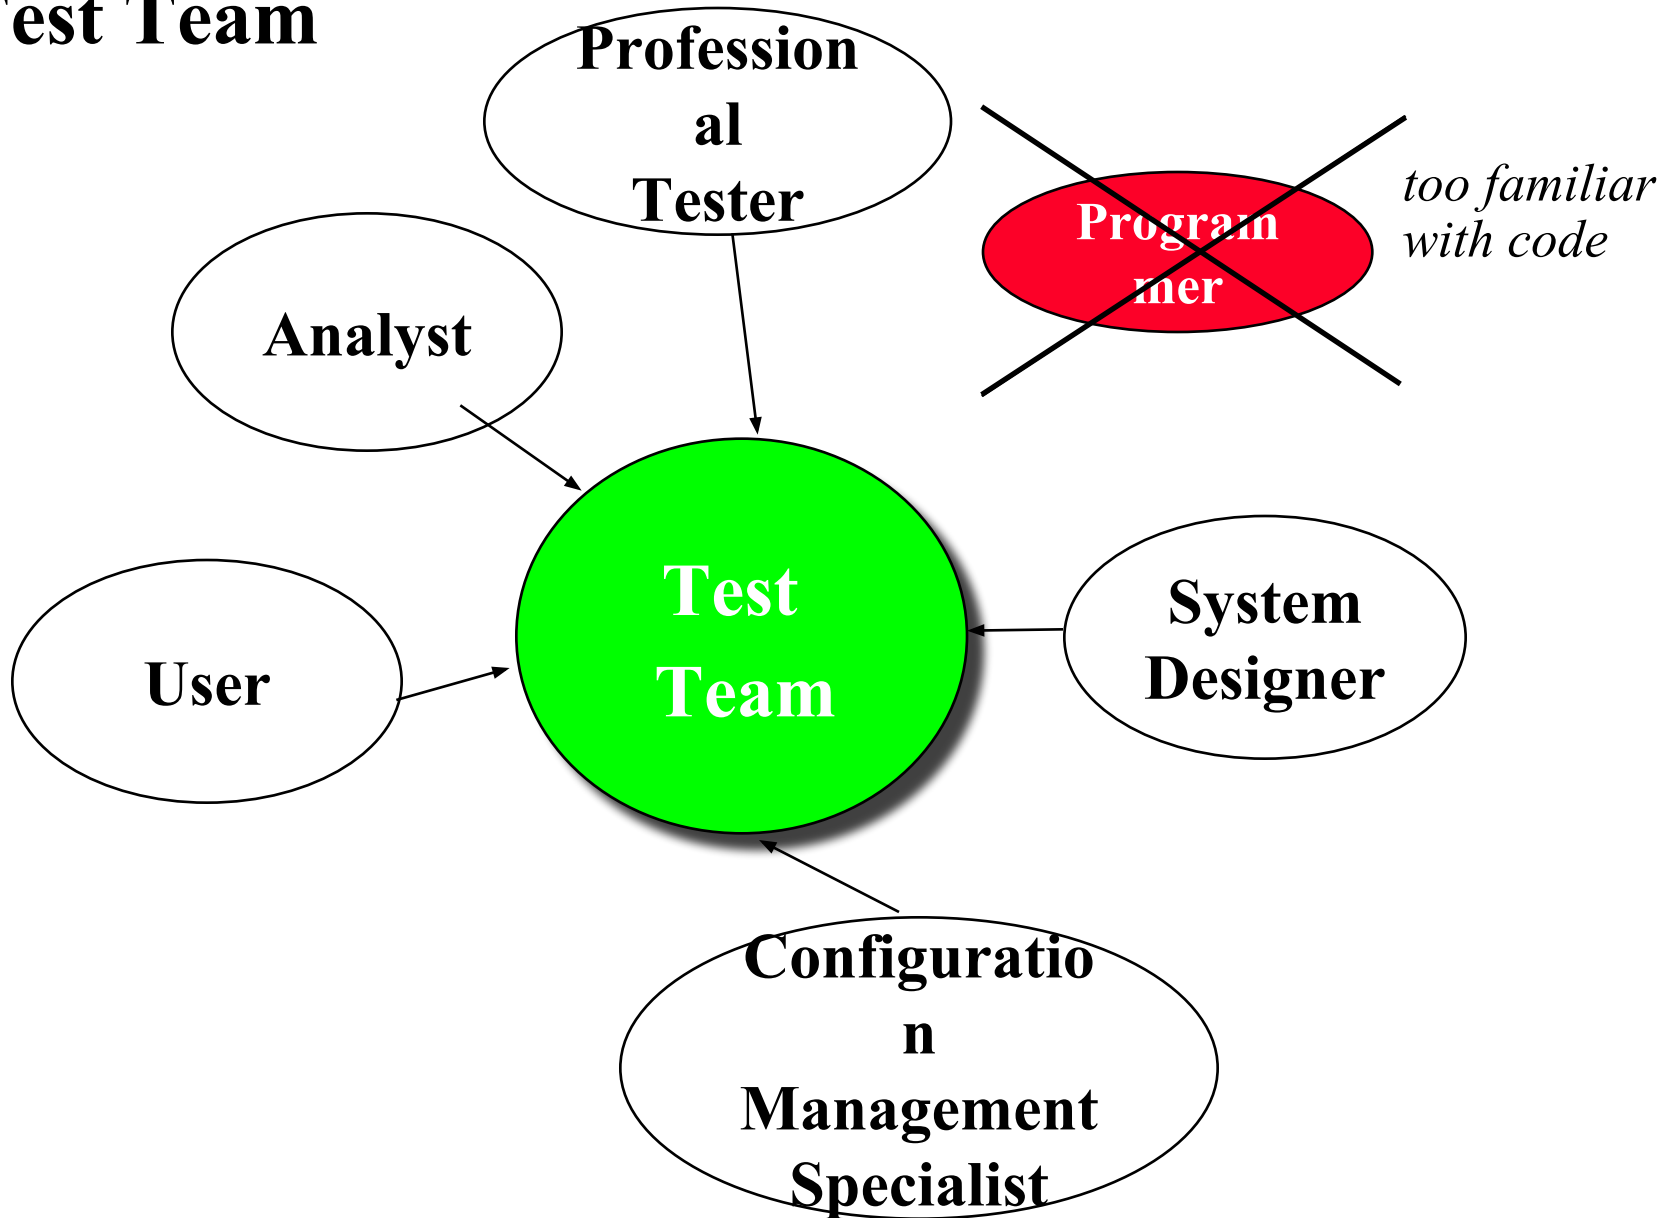 Test Team
Profession
al
Tester
Program
mer
too familiar
with code
Analyst
Test
Team
System
Designer
User
Configuratio
n
Management
Specialist